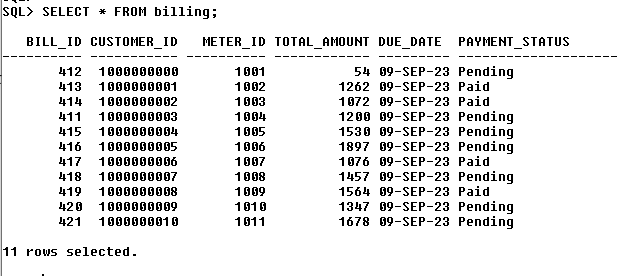 SQL> SELECT * FROM billing;
BILL_ID CUSTOMER_ID METER_ID TOTAL_AMOUNT DUE_DATE PAYMENT_STATUS
---------- ----------- ---------- ------------ --------- --------------------
412 1000000000 1001 54 09-SEP-23 Pending
413 1000000001 1002 1262 09-SEP-23 Paid
414 1000000002 1003 1072 09-SEP-23 Paid
411 1000000003 1004 1200 09-SEP-23 Pending
415 1000000004 1005 1530 09-SEP-23 Pending
416 1000000005 1006 1897 09-SEP-23 Pending
417 1000000006 1007 1076 09-SEP-23 Paid
418 1000000007 1008 1457 09-SEP-23 Pending
419 1000000008 1009 1564 09-SEP-23 Paid
420 1000000009 1010 1347 09-SEP-23 Pending
421 1000000010 1011 1678 09-SEP-23 Pending
11 rows selected.